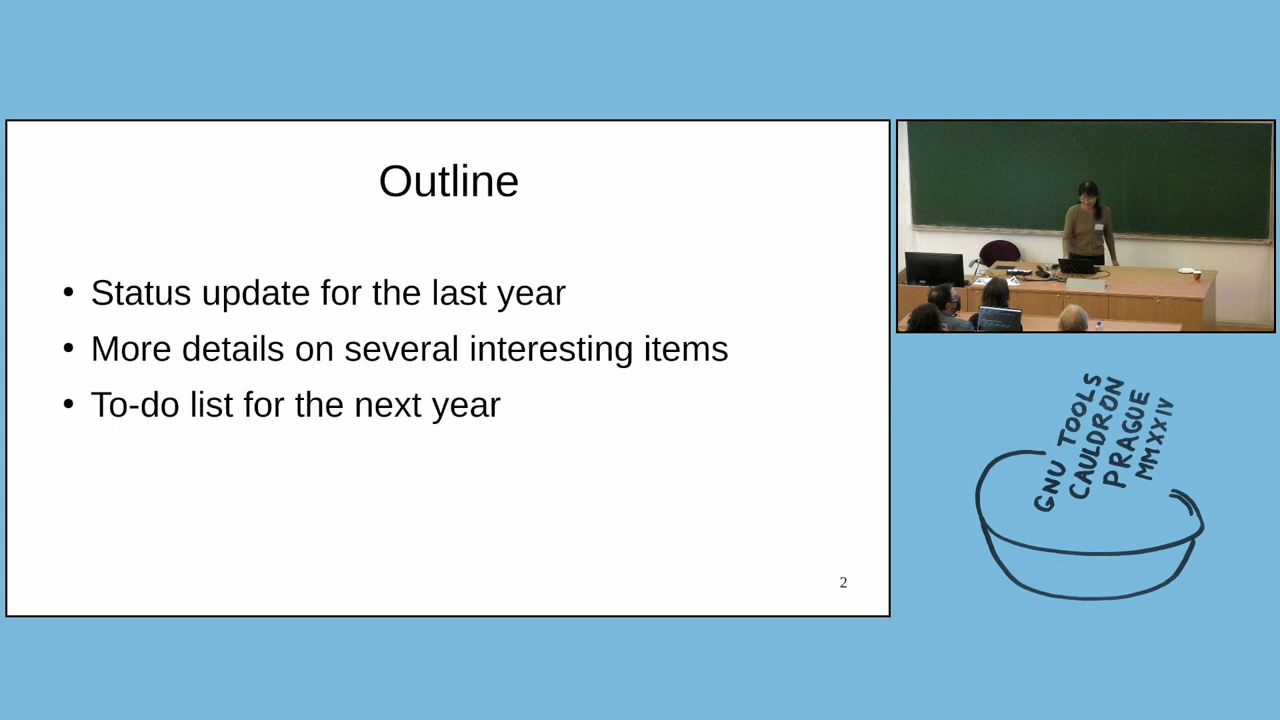 Outline
• Status update for the last year
• More details on several interesting items
• To-do list for the next year
2
GNU TOOLS
CAULDRON
PRAGUE
MMXXIV